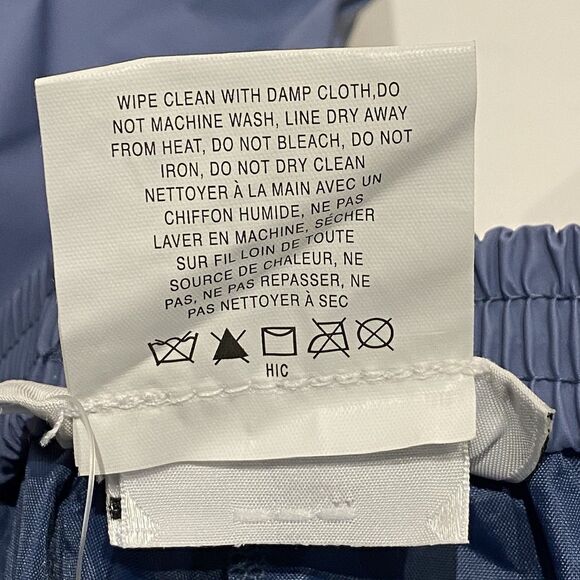 WIPE CLEAN WITH DAMP CLOTH,DO
NOT MACHINE WASH, LINE DRY AWAY
FROM HEAT, DO NOT BLEACH, DO NOT
IRON, DO NOT DRY CLEAN
NETTOYER À LA MAIN AVEC UN
CHIFFON HUMIDE, NE PAS
LAVER EN MACHINE, SÉCHER
SUR FIL LOIN DE TOUTE
SOURCE DE CHALEUR, NE
PAS, NE PAS REPASSER, NE
PAS NETTOYER À SEC
HIC